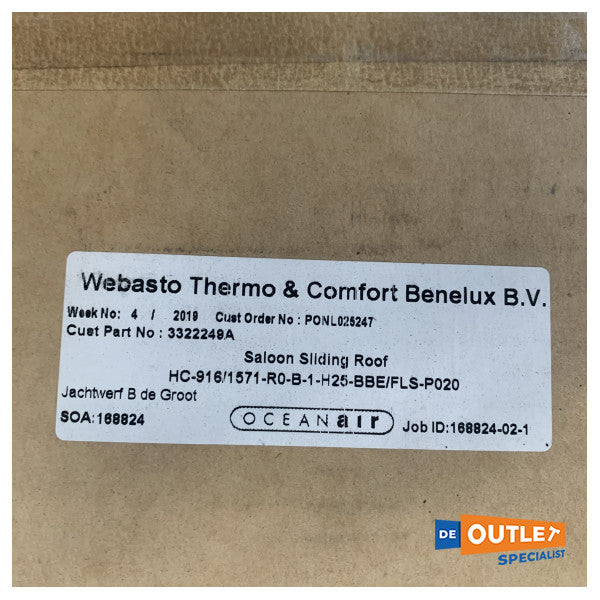 Webasto Thermo & Comfort Benelux B.V.
Week No: 4 / 2019 Cust Order No : PONL025247
Cust Part No : 3322249A
Saloon Sliding Roof
HC-916/1571-R0-B-1-H25-BBE/FLS-P020
Jachtwerf B de Groot
SOA:168824 OCEANair Job ID:168824-02-1
DE OUTLET
SPECIALIST